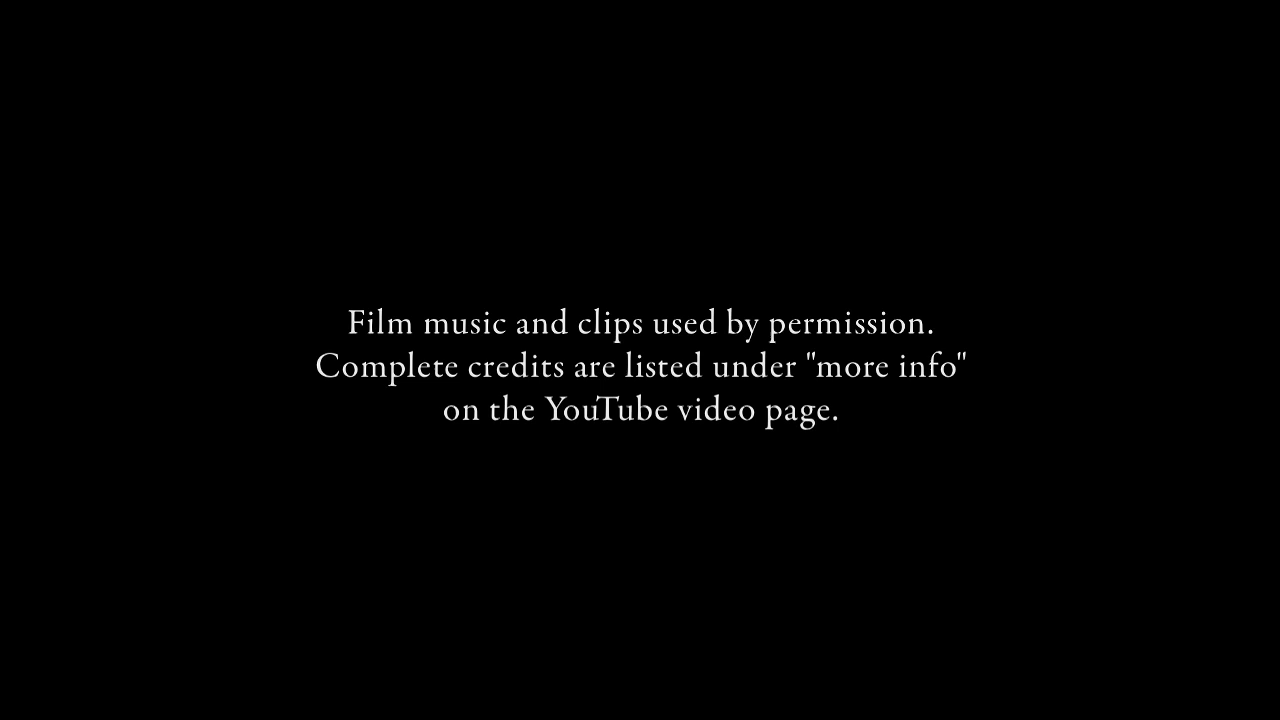 Film music and clips used by permission.
Complete credits are listed under "more info"
on the YouTube video page.